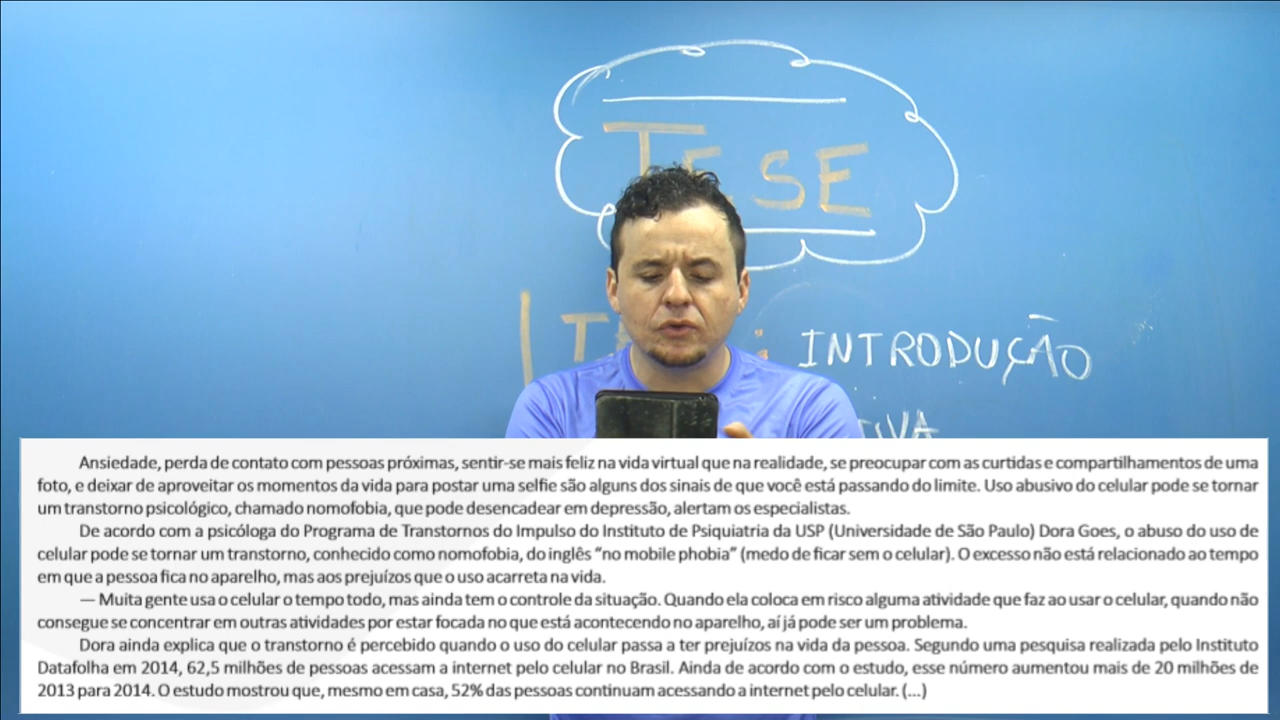 TESE
INTRODUÇÃO
Ansiedade, perda de contato com pessoas próximas, sentir-se mais feliz na vida virtual que na realidade, se preocupar com as curtidas e compartilhamentos de uma
foto, e deixar de aproveitar os momentos da vida para postar uma selfie são alguns dos sinais de que você está passando do limite. Uso abusivo do celular pode se tornar
um transtorno psicológico, chamado nomofobia, que pode desencadear em depressão, alertam os especialistas.
De acordo com a psicóloga do Programa de Transtornos do Impulso do Instituto de Psiquiatria da USP (Universidade de São Paulo) Dora Goes, o abuso do uso de
celular pode se tornar um transtorno, conhecido como nomofobia, do inglês “no mobile phobia” (medo de ficar sem o celular). O excesso não está relacionado ao tempo
em que a pessoa fica no aparelho, mas aos prejuízos que o uso acarreta na vida.
— Muita gente usa o celular o tempo todo, mas ainda tem o controle da situação. Quando ela coloca em risco alguma atividade que faz ao usar o celular, quando não
consegue se concentrar em outras atividades por estar focada no que está acontecendo no aparelho, aí já pode ser um problema.
Dora ainda explica que o transtorno é percebido quando o uso do celular passa a ter prejuízos na vida da pessoa. Segundo uma pesquisa realizada pelo Instituto
Datafolha em 2014, 62,5 milhões de pessoas acessam a internet pelo celular no Brasil. Ainda de acordo com o estudo, esse número aumentou mais de 20 milhões de
2013 para 2014. O estudo mostrou que, mesmo em casa, 52% das pessoas continuam acessando a internet pelo celular. (...)